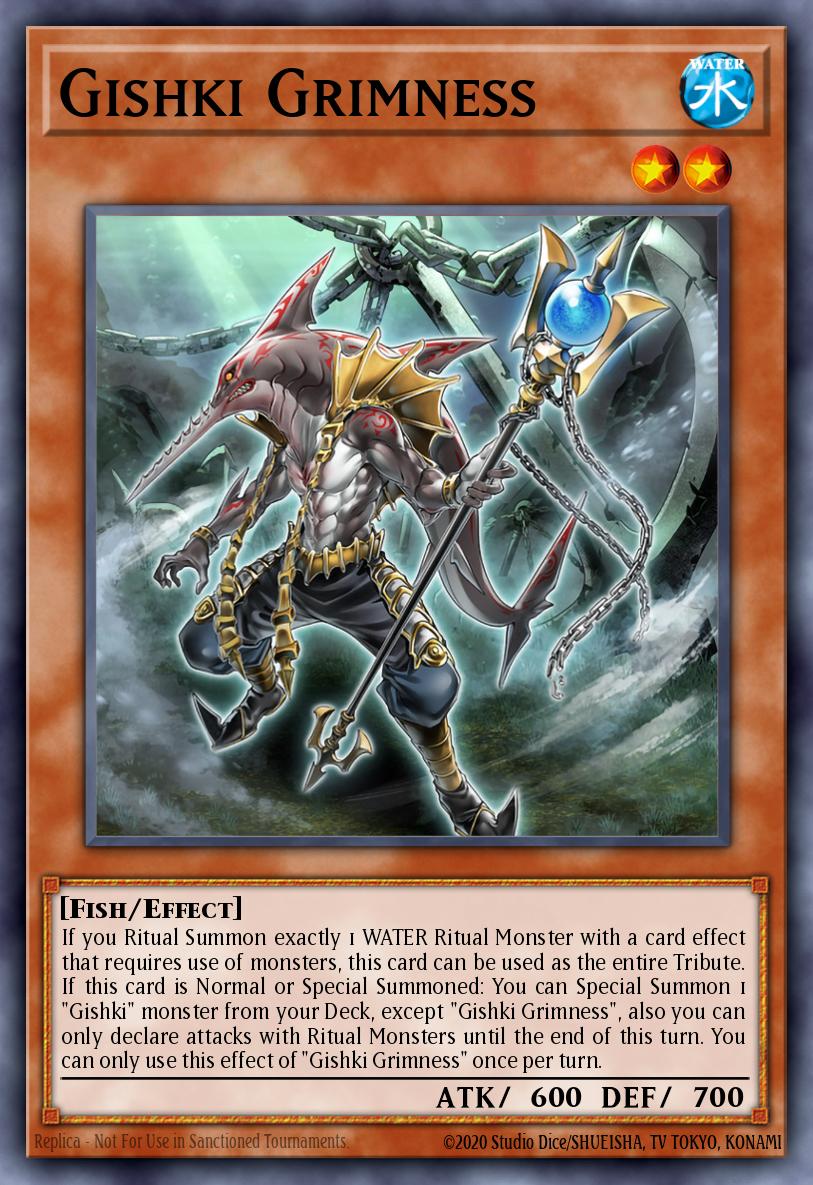 Gishki Grimness
WATER
水
[Fish/Effect]
If you Ritual Summon exactly 1 WATER Ritual Monster with a card effect
that requires use of monsters, this card can be used as the entire Tribute.
If this card is Normal or Special Summoned: You can Special Summon 1
"Gishki" monster from your Deck, except "Gishki Grimness", also you can
only declare attacks with Ritual Monsters until the end of this turn. You
can only use this effect of "Gishki Grimness" once per turn.
ATK/ 600 DEF/ 700
Replica - Not For Use in Sanctioned Tournaments.
©2020 Studio Dice/SHUEISHA, TV TOKYO, KONAMI